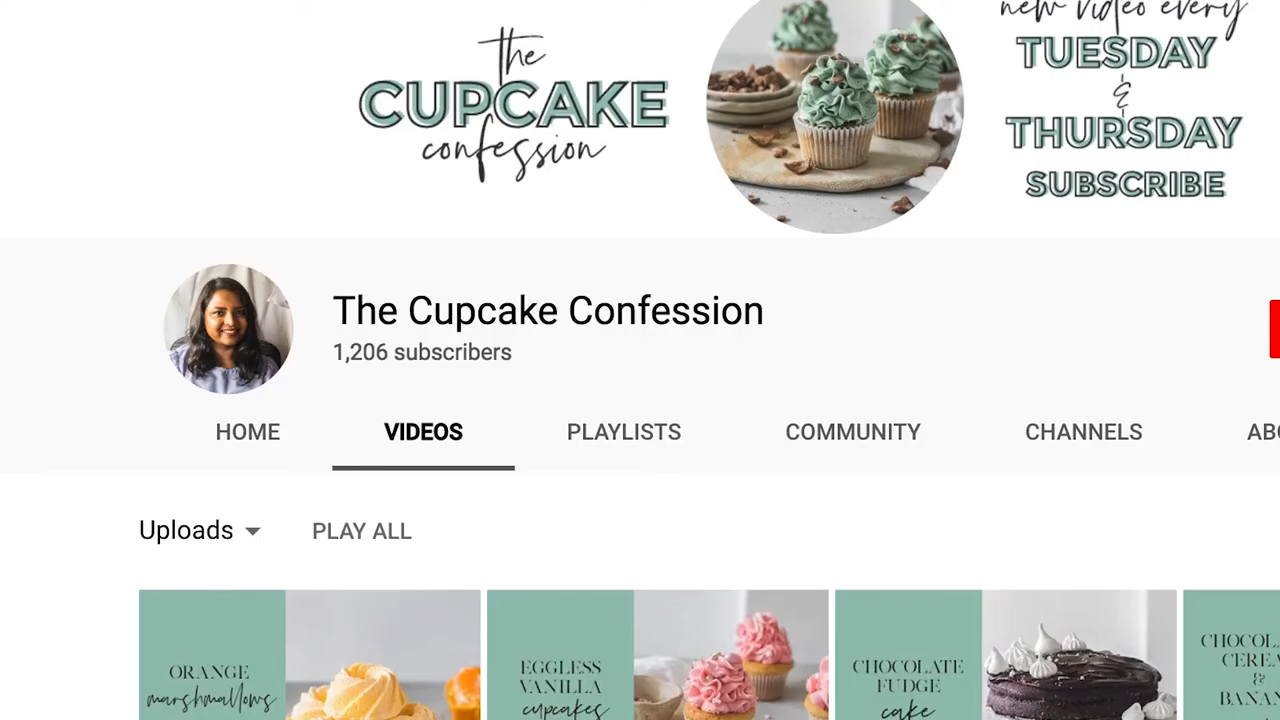 new video every
the
CUPCAKE
confession
TUESDAY
&
THURSDAY
SUBSCRIBE
The Cupcake Confession
1,206 subscribers
HOME VIDEOS PLAYLISTS COMMUNITY CHANNELS
Uploads PLAY ALL
ORANGE
marshmallows
EGGLESS
VANILLA
cupcakes
CHOCOLATE
FUDGE
cake
&